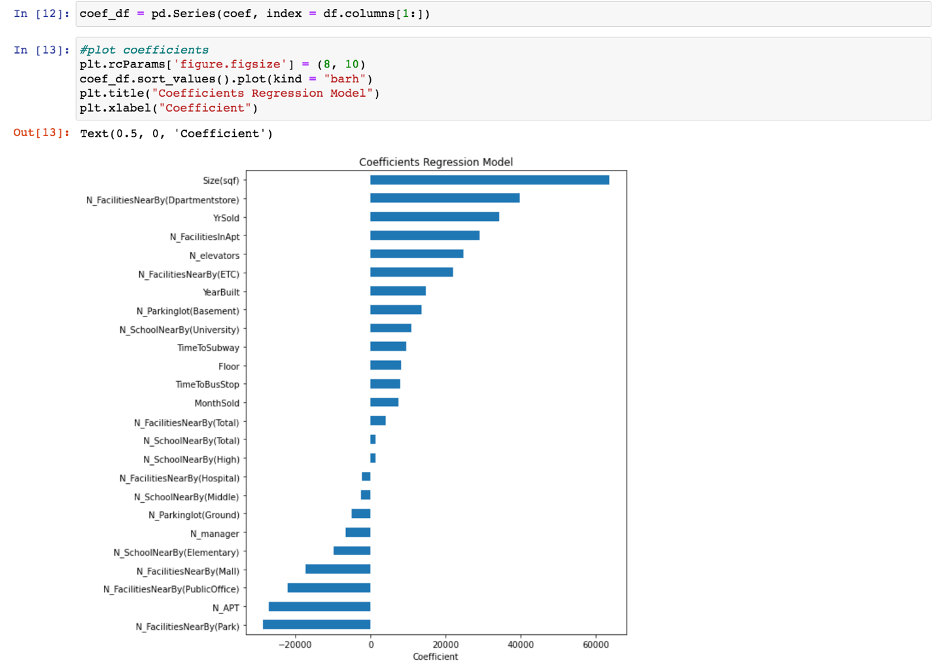 In [12]: coef_df = pd.Series(coef, index = df.columns[1:])
In [13]: #plot coefficients
plt.rcParams['figure.figsize'] = (8, 10)
coef_df.sort_values().plot(kind = "barh")
plt.title("Coefficients Regression Model")
plt.xlabel("Coefficient")
Out[13]: Text(0.5, 0, 'Coefficient')
Coefficients Regression Model
Size(sqf)
N_FacilitiesNearBy(Dpartmentstore)
YrSold
N_FacilitiesInApt
N_elevators
N_FacilitiesNearBy(ETC)
YearBuilt
N_Parkinglot(Basement)
N_SchoolNearBy(University)
TimeToSubway
Floor
TimeToBusStop
MonthSold
N_FacilitiesNearBy(Total)
N_SchoolNearBy(Total)
N_SchoolNearBy(High)
N_FacilitiesNearBy(Hospital)
N_SchoolNearBy(Middle)
N_Parkinglot(Ground)
N_manager
N_SchoolNearBy(Elementary)
N_FacilitiesNearBy(Mall)
N_FacilitiesNearBy(PublicOffice)
N_APT
N_FacilitiesNearBy(Park)
−20000 0 20000 40000 60000
Coefficient